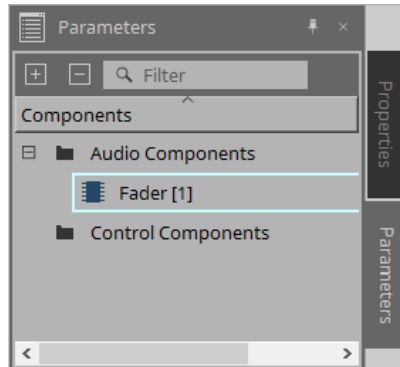 Parameters
Filter
Components
Audio Components
Fader [1]
Control Components
Properties
Parameters